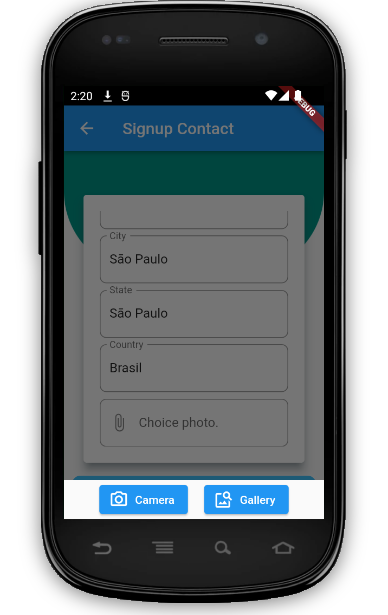 2:20
DEBUG
Signup Contact
City
São Paulo
State
São Paulo
Country
Brasil
Choice photo.
Camera
Gallery